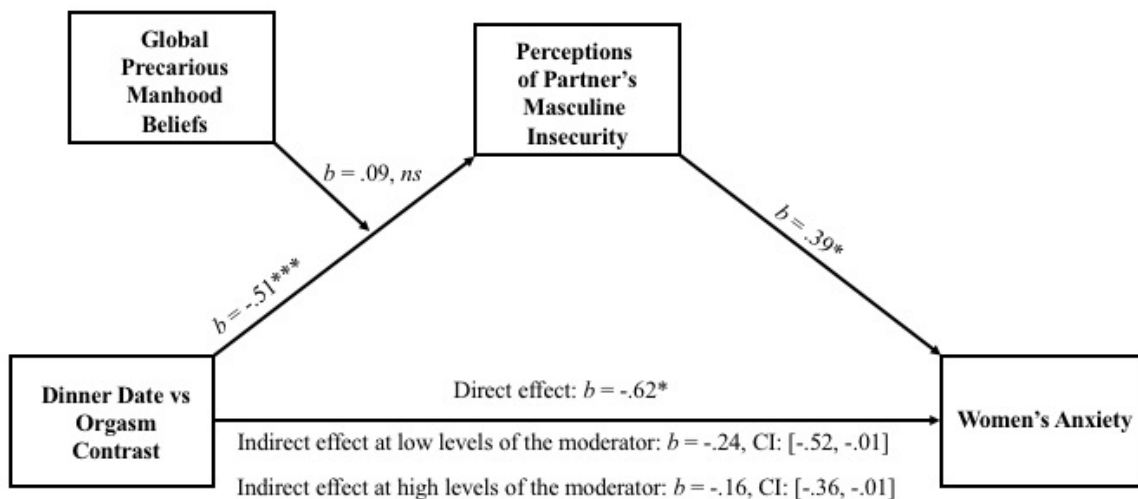 Global
Precarious
Manhood
Beliefs
Perceptions
of Partner’s
Masculine
Insecurity
b = .09, ns
b = .39*
b = -.51***
Dinner Date vs
Orgasm
Contrast
Direct effect: b = -.62*
Women’s Anxiety
Indirect effect at low levels of the moderator: b = -.24, CI: [-.52, -.01]
Indirect effect at high levels of the moderator: b = -.16, CI: [-.36, -.01]